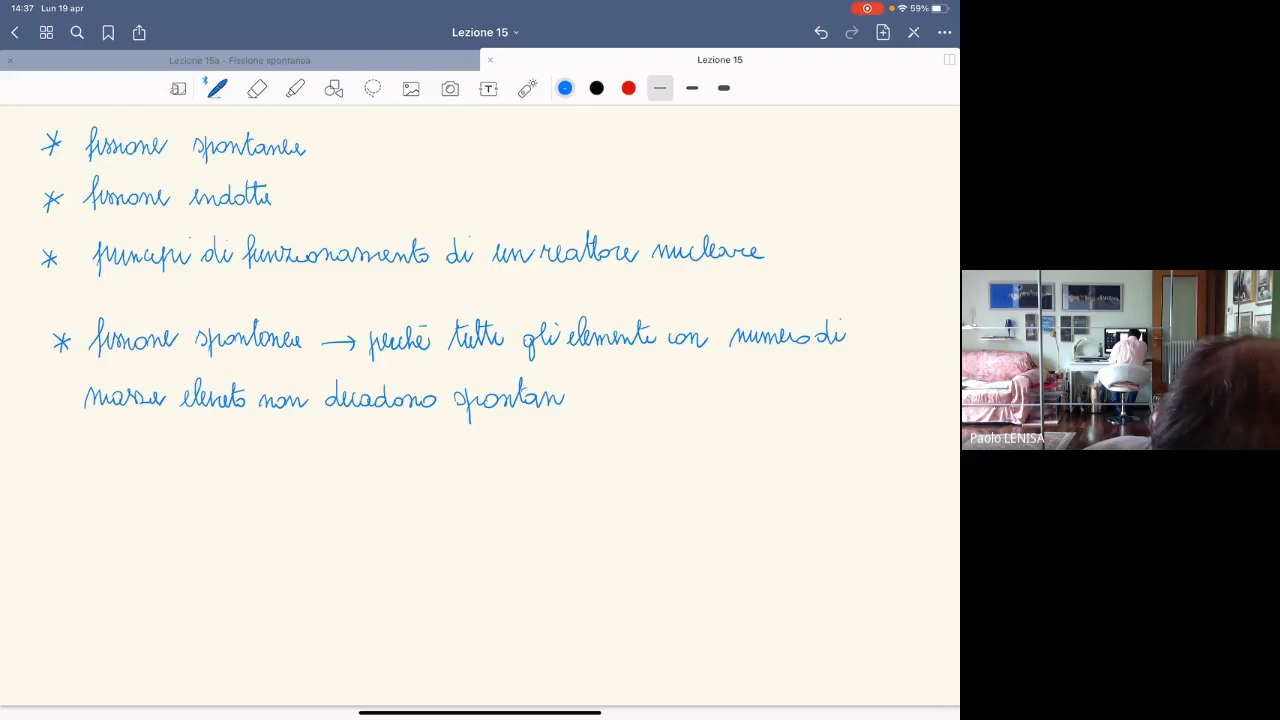 14:37 Lun 19 apr
59%
Lezione 15
Lezione 15a - Fissione spontanea
Lezione 15
* fissione spontanea
* fissione indotta
* principi di funzionamento di un reattore nucleare
* fissione spontanea → perché tutti gli elementi con numero di
massa elevato non decadono spontan
Paolo LENISA